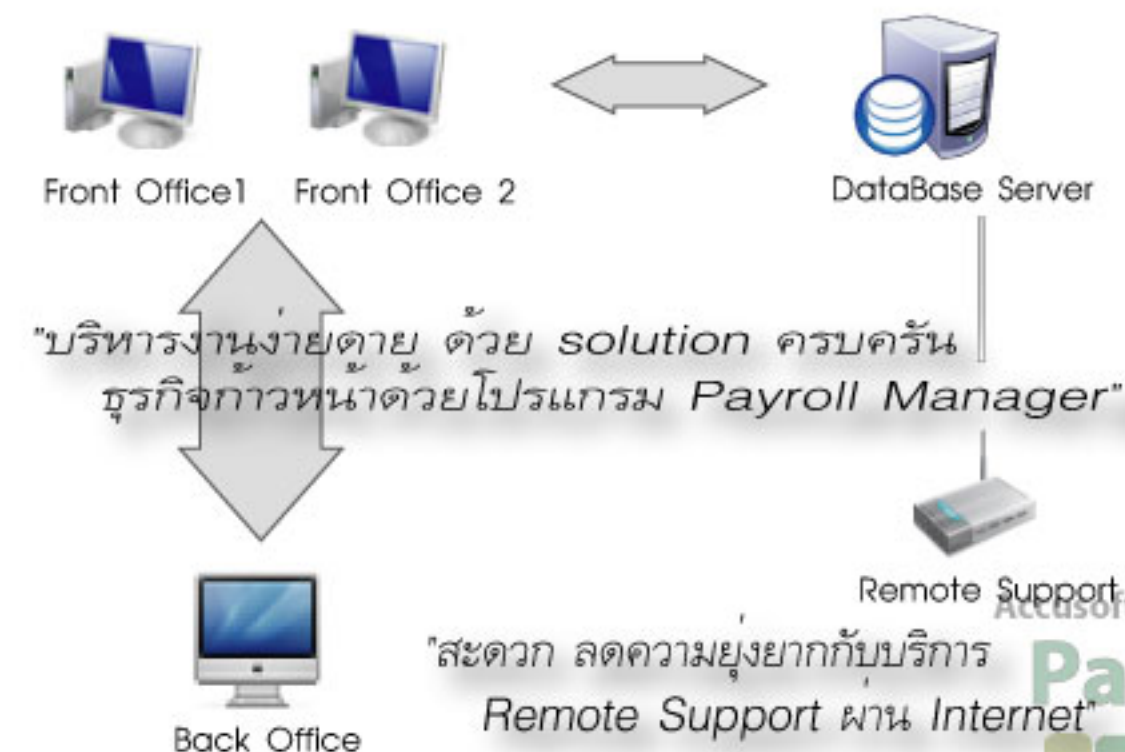 Front Office1 Front Office 2
DataBase Server
"บริหารงานง่ายดาย ด้วย solution ครบครัน
ธุรกิจก้าวหน้าด้วยโปรแกรม Payroll Manager"
Remote Support
"สะดวก ลดความยุ่งยากกับบริการ
Remote Support ผ่าน Internet"
Back Office